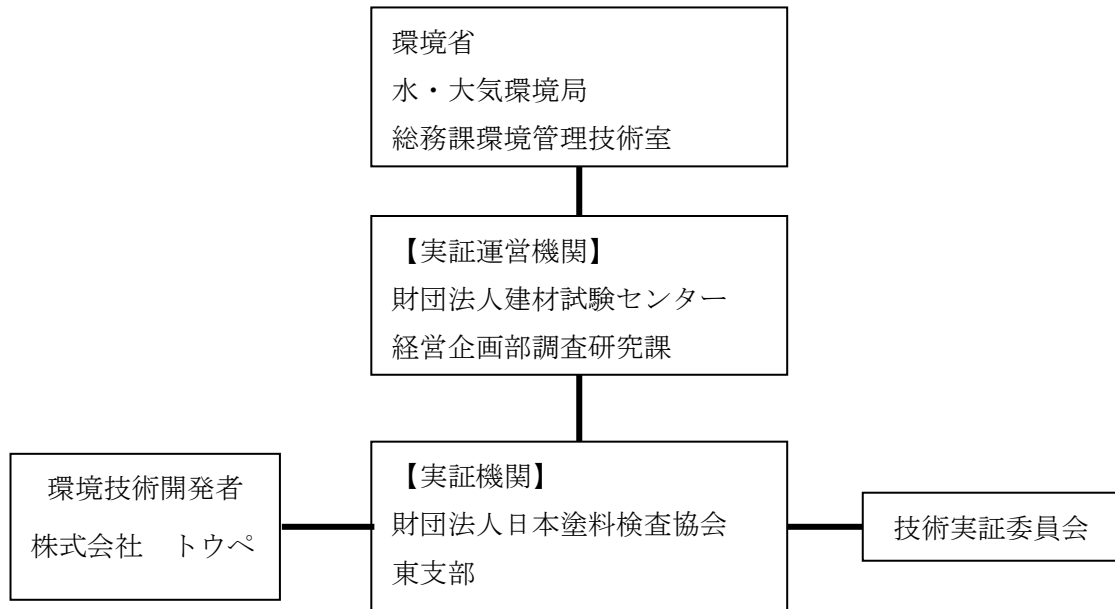 環境省
水・大気環境局
総務課環境管理技術室
【実証運営機関】
財団法人建材試験センター
経営企画部調査研究課
環境技術開発者
株式会社　トウペ
【実証機関】
財団法人日本塗料検査協会
東支部
技術実証委員会